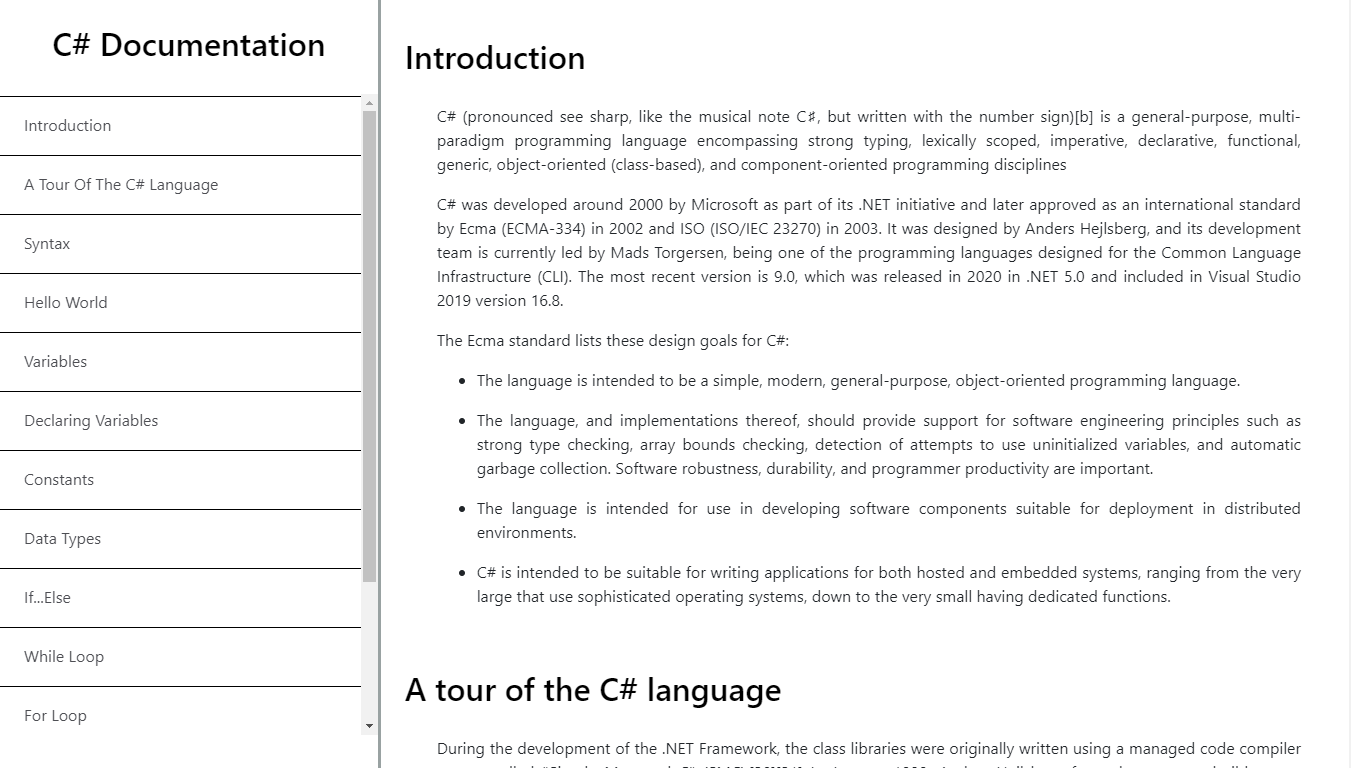 C# Documentation
Introduction
A Tour Of The C# Language
Syntax
Hello World
Variables
Declaring Variables
Constants
Data Types
If...Else
While Loop
For Loop
Introduction
C# (pronounced see sharp, like the musical note C♯, but written with the number sign)[b] is a general-purpose, multi-
paradigm programming language encompassing strong typing, lexically scoped, imperative, declarative, functional,
generic, object-oriented (class-based), and component-oriented programming disciplines
C# was developed around 2000 by Microsoft as part of its .NET initiative and later approved as an international standard
by Ecma (ECMA-334) in 2002 and ISO (ISO/IEC 23270) in 2003. It was designed by Anders Hejlsberg, and its development
team is currently led by Mads Torgersen, being one of the programming languages designed for the Common Language
Infrastructure (CLI). The most recent version is 9.0, which was released in 2020 in .NET 5.0 and included in Visual Studio
2019 version 16.8.
The Ecma standard lists these design goals for C#:
• The language is intended to be a simple, modern, general-purpose, object-oriented programming language.
• The language, and implementations thereof, should provide support for software engineering principles such as
strong type checking, array bounds checking, detection of attempts to use uninitialized variables, and automatic
garbage collection. Software robustness, durability, and programmer productivity are important.
• The language is intended for use in developing software components suitable for deployment in distributed
environments.
• C# is intended to be suitable for writing applications for both hosted and embedded systems, ranging from the very
large that use sophisticated operating systems, down to the very small having dedicated functions.
A tour of the C# language
During the development of the .NET Framework, the class libraries were originally written using a managed code compiler